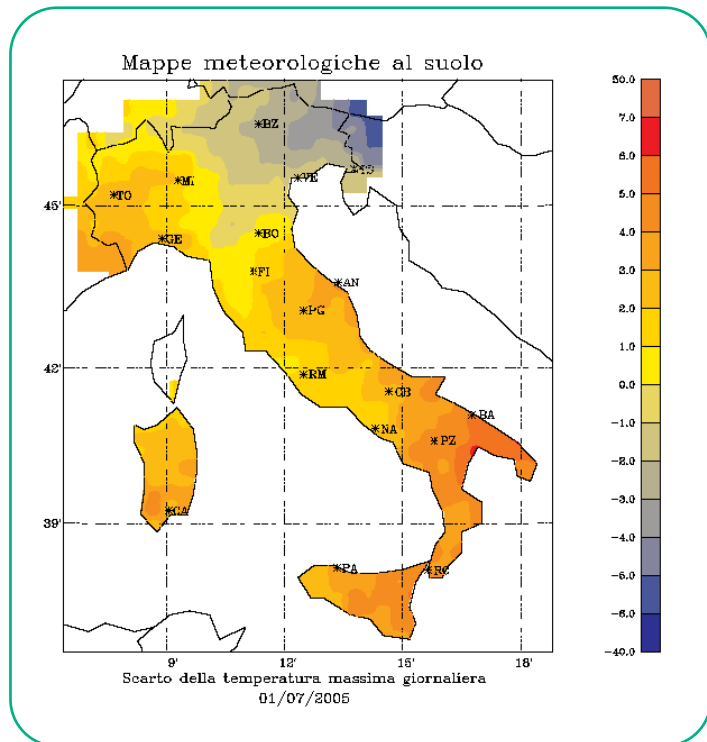 Mappe meteorologiche al suolo
50.0
7.0
6.0
5.0
4.0
3.0
2.0
1.0
0.0
-1.0
-2.0
-3.0
-4.0
-5.0
-6.0
-40.0
BZ
VE
MI
TO
BO
GE
FI
AN
PG
RM
CB
BA
NA
PZ
CA
PA
RC
45'
42'
39'
9'
12'
15'
18'
Scarto della temperatura massima giornaliera
01/07/2005